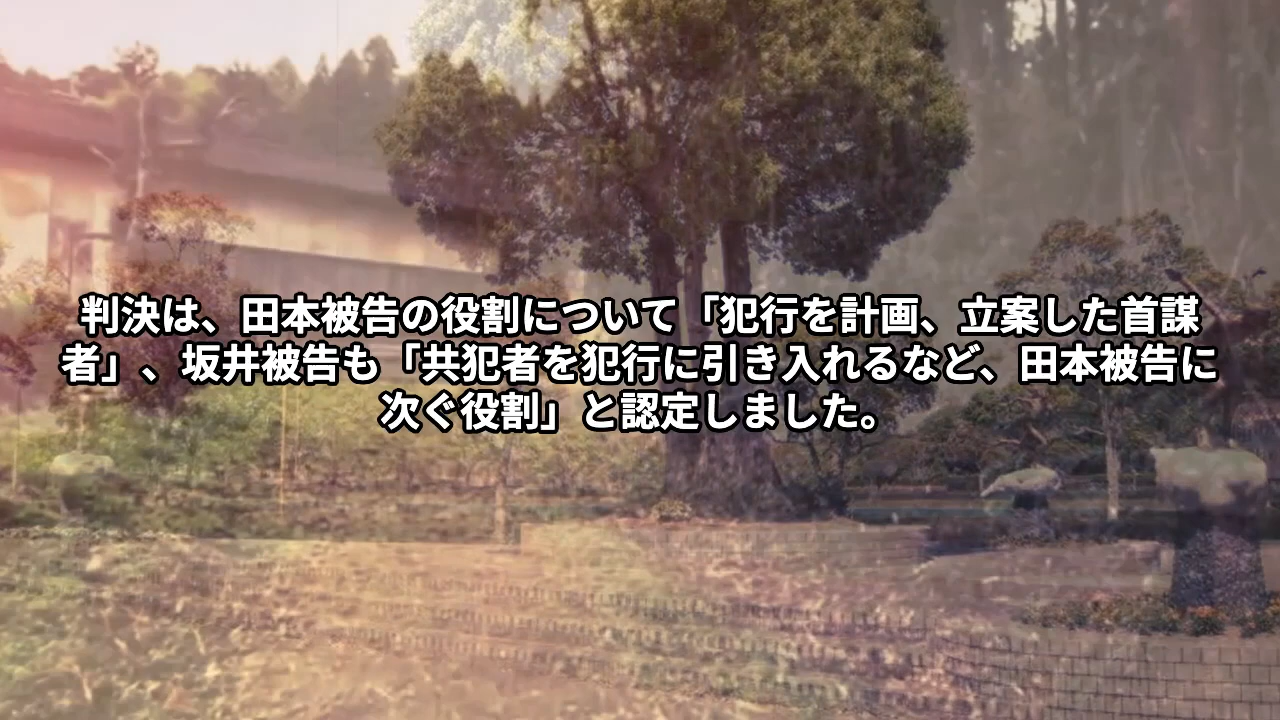 判決は、田本被告の役割について「犯行を計画、立案した首謀
者」、坂井被告も「共犯者を犯行に引き入れるなど、田本被告に
次ぐ役割」と認定しました。